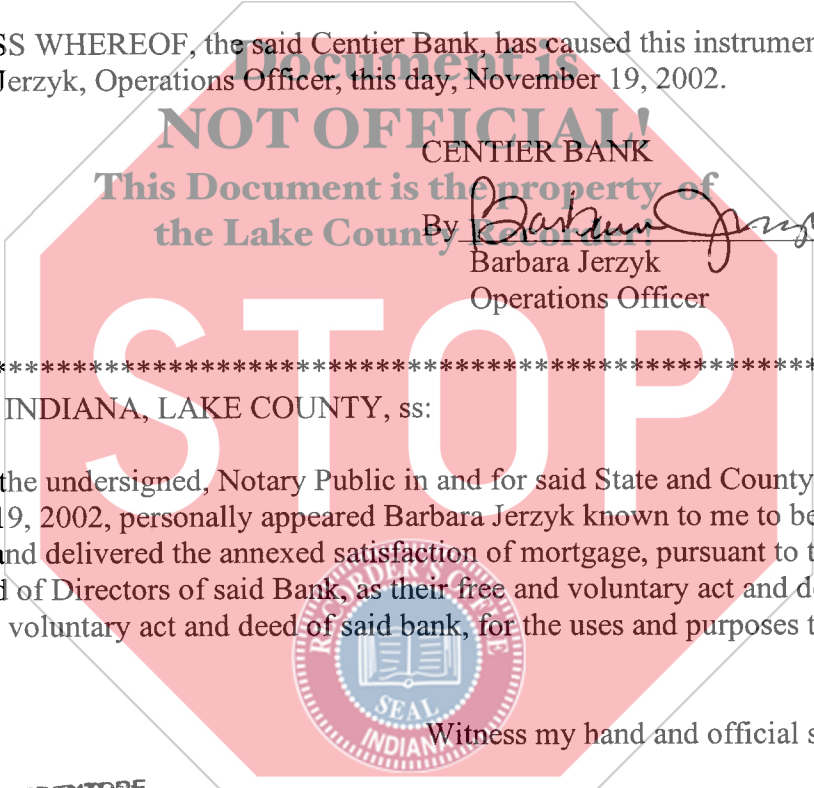 SS WHEREOF, the said Centier Bank, has caused this instrumen
Jerzyk, Operations Officer, this day, November 19, 2002.
Document is
NOT OFFICIAL!
This Document is the property of
the Lake County Recorder!
CENTIER BANK
By Barbara Jerzyk
Barbara Jerzyk
Operations Officer
STOP
**********************************************************
INDIANA, LAKE COUNTY, ss:
the undersigned, Notary Public in and for said State and County
19, 2002, personally appeared Barbara Jerzyk known to me to be
and delivered the annexed satisfaction of mortgage, pursuant to t
d of Directors of said Bank, as their free and voluntary act and d
voluntary act and deed of said bank, for the uses and purposes t
RECORDER'S OFFICE
SEAL
INDIANA
Witness my hand and official s